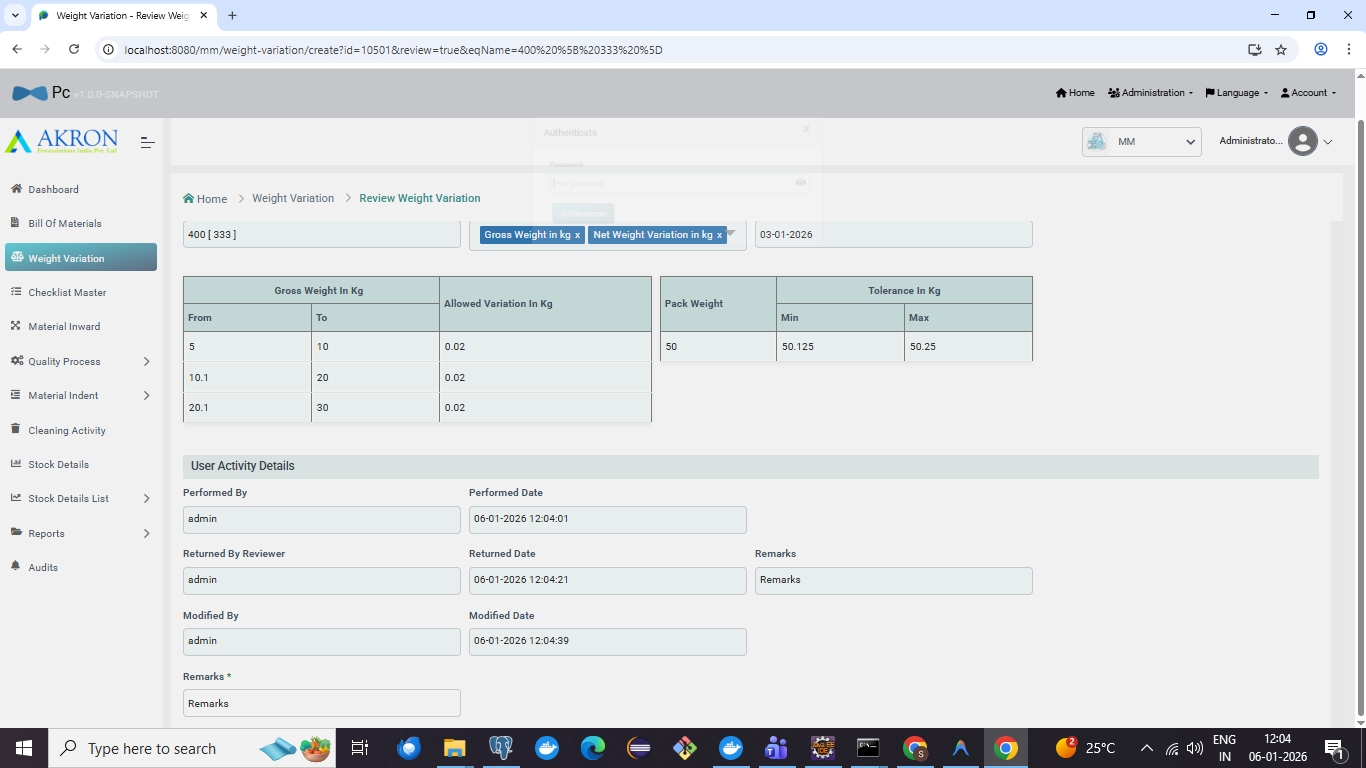 Weight Variation - Review Weig
localhost:8080/mm/weight-variation/create?id=10501&review=true&eqName=400%20%5B%20333%20%5D
Pc v1.0.0-SNAPSHOT
Home Administration Language Account
AKRON
Formulations India Pvt. Ltd
MM
Administrato...
Authenticate x
Password
Authenticate
Home > Weight Variation > Review Weight Variation
Dashboard
Bill Of Materials
Weight Variation
Checklist Master
Material Inward
Quality Process
Material Indent
Cleaning Activity
Stock Details
Stock Details List
Reports
Audits
400 [ 333 ]
Gross Weight in kg x Net Weight Variation in kg x
03-01-2026
Gross Weight In Kg Allowed Variation In Kg
From To
5 10 0.02
10.1 20 0.02
20.1 30 0.02
Pack Weight Tolerance In Kg
Min Max
50 50.125 50.25
User Activity Details
Performed By Performed Date
admin 06-01-2026 12:04:01
Returned By Reviewer Returned Date Remarks
admin 06-01-2026 12:04:21 Remarks
Modified By Modified Date
admin 06-01-2026 12:04:39
Remarks *
Remarks
Type here to search
25°C
ENG
IN
12:04
06-01-2026
2
1